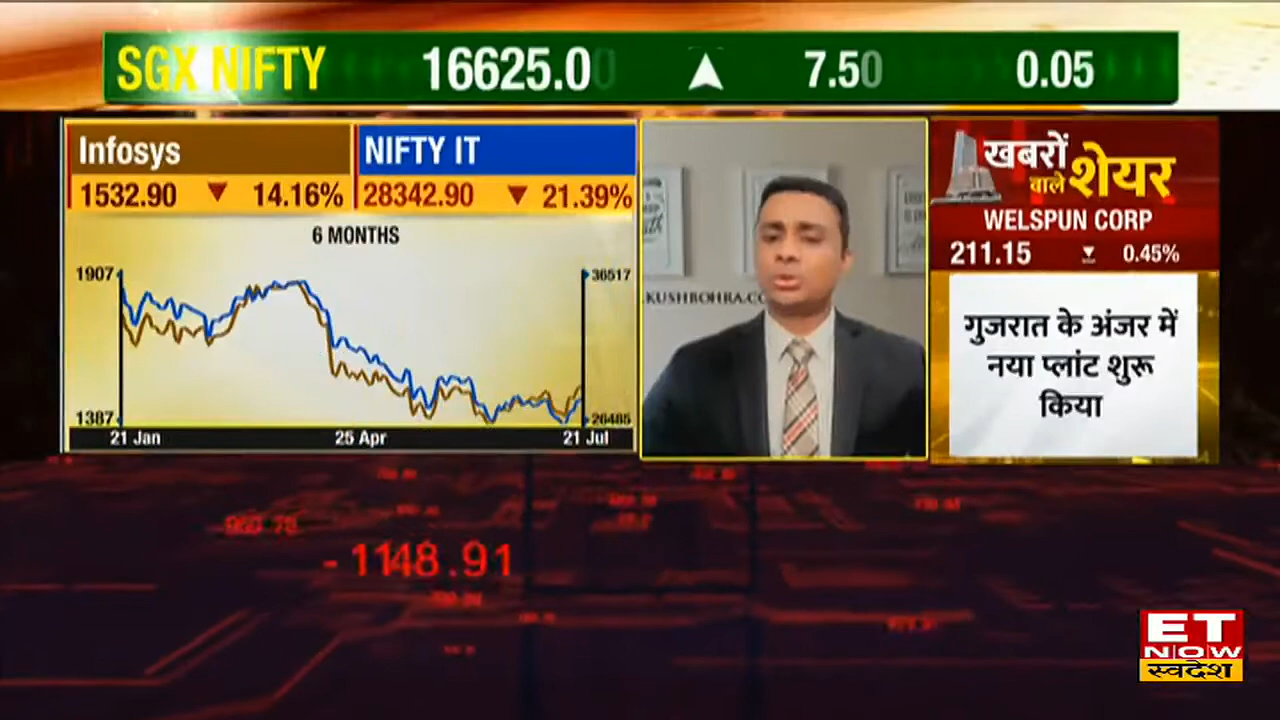 SGX NIFTY 16625.00 ▲ 7.50 0.05
Infosys
1532.90 ▼ 14.16%
NIFTY IT
28342.90 ▼ 21.39%
6 MONTHS
1907
36517
1387
26485
21 Jan 25 Apr 21 Jul
KUSHBOHRA.CO
खबरों
वाले शेयर
WELSPUN CORP
211.15 ▼ 0.45%
गुजरात के अंजर में
नया प्लांट शुरू
किया
- 1148.91
ET
NOW
स्वदेश